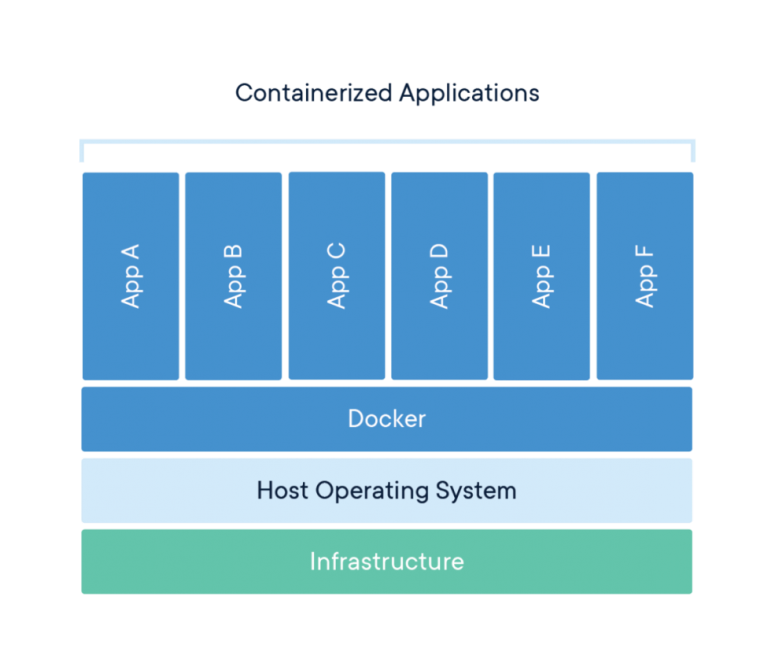 Containerized Applications
App A
App B
App C
App D
App E
App F
Docker
Host Operating System
Infrastructure